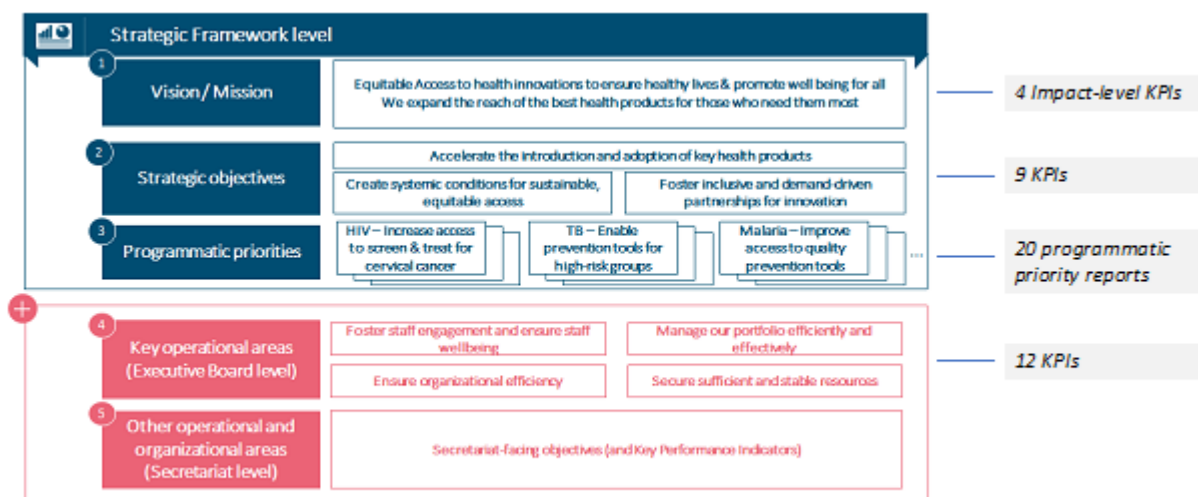 Strategic Framework level
1
Vision / Mission
Equitable Access to health innovations to ensure healthy lives & promote well being for all
We expand the reach of the best health products for those who need them most
4 Impact-level KPIs
2
Strategic objectives
Accelerate the introduction and adoption of key health products
Create systemic conditions for sustainable,
equitable access
Foster inclusive and demand-driven
partnerships for innovation
9 KPIs
3
Programmatic priorities
HIV – Increase access
to screen & treat for
cervical cancer
TB – Enable
prevention tools for
high-risk groups
Malaria – Improve
access to quality
prevention tools
...
20 programmatic
priority reports
+
4
Key operational areas
(Executive Board level)
Foster staff engagement and ensure staff
wellbeing
Manage our portfolio efficiently and
effectively
Ensure organizational efficiency
Secure sufficient and stable resources
12 KPIs
5
Other operational and
organizational areas
(Secretariat level)
Secretariat-facing objectives (and Key Performance Indicators)